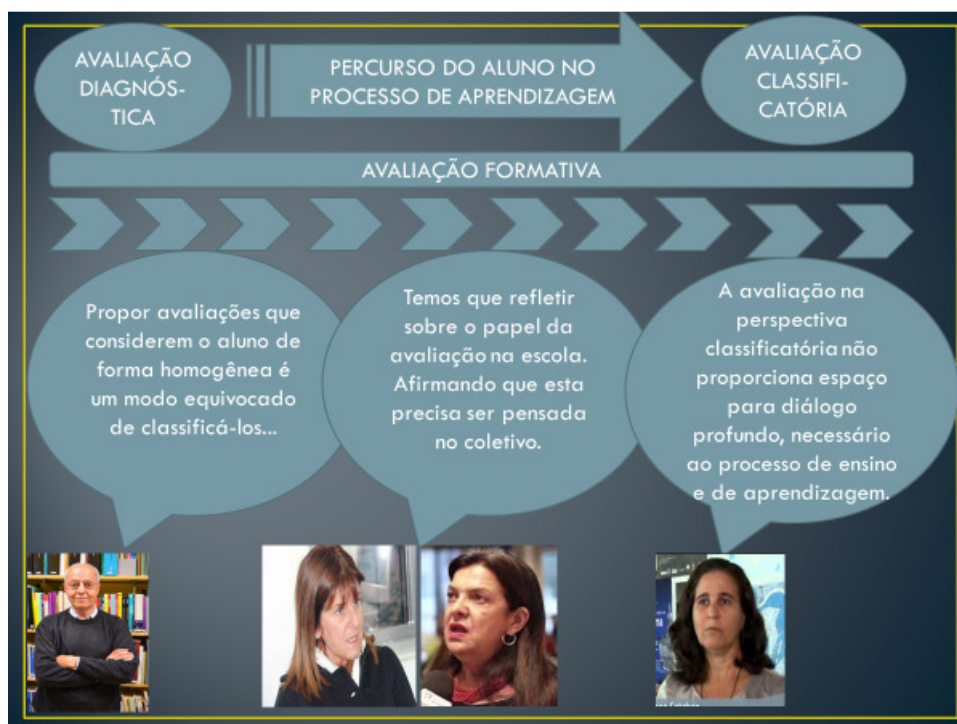 AVALIAÇÃO
DIAGNÓS-
TICA
PERCURSO DO ALUNO NO
PROCESSO DE APRENDIZAGEM
AVALIAÇÃO
CLASSIFI-
CATÓRIA
AVALIAÇÃO FORMATIVA
Propor avaliações que
considerem o aluno de
forma homogênea é
um modo equivocado
de classificá-los...
Temos que refletir
sobre o papel da
avaliação na escola.
Afirmando que esta
precisa ser pensada
no coletivo.
A avaliação na
perspectiva
classificatória não
proporciona espaço
para diálogo
profundo, necessário
ao processo de ensino
e de aprendizagem.